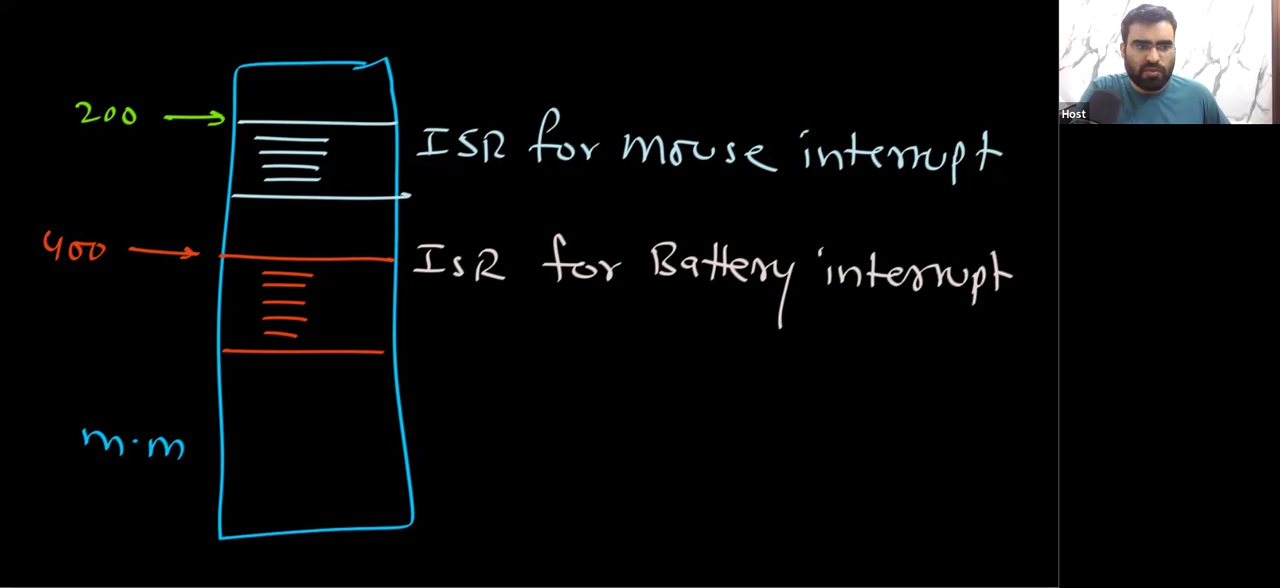 200
ISR for mouse interrupt
400
ISR for Battery interrupt
m.m
Host